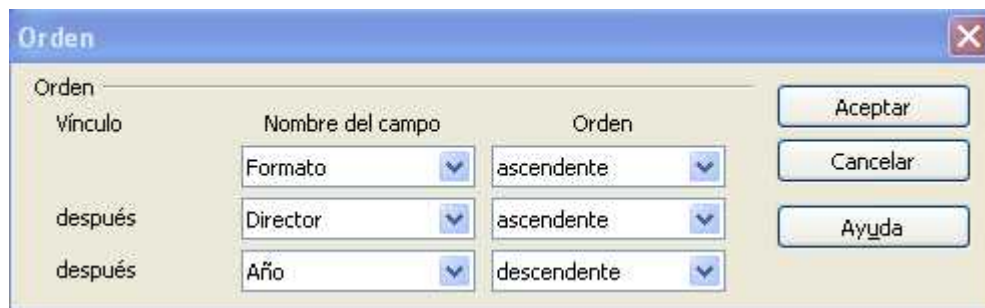 Orden
Orden
Vínculo Nombre del campo Orden Aceptar
Formato ascendente Cancelar
después Director ascendente Ayuda
después Año descendente